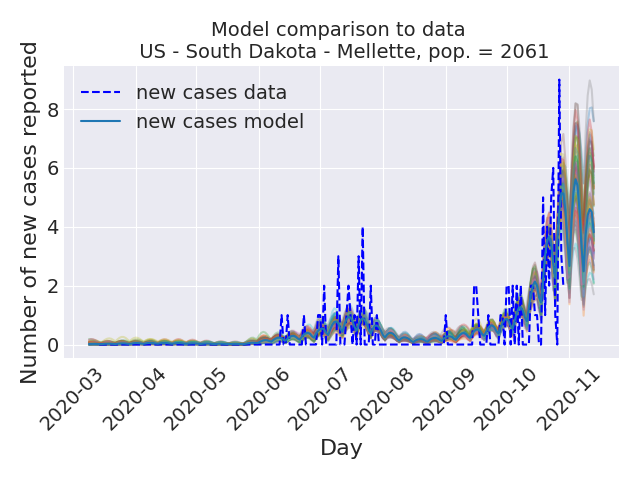 Model comparison to data
US - South Dakota - Mellette, pop. = 2061
Number of new cases reported
8
6
4
2
0
new cases data
new cases model
2020-03
2020-04
2020-05
2020-06
2020-07
2020-08
2020-09
2020-10
2020-11
Day